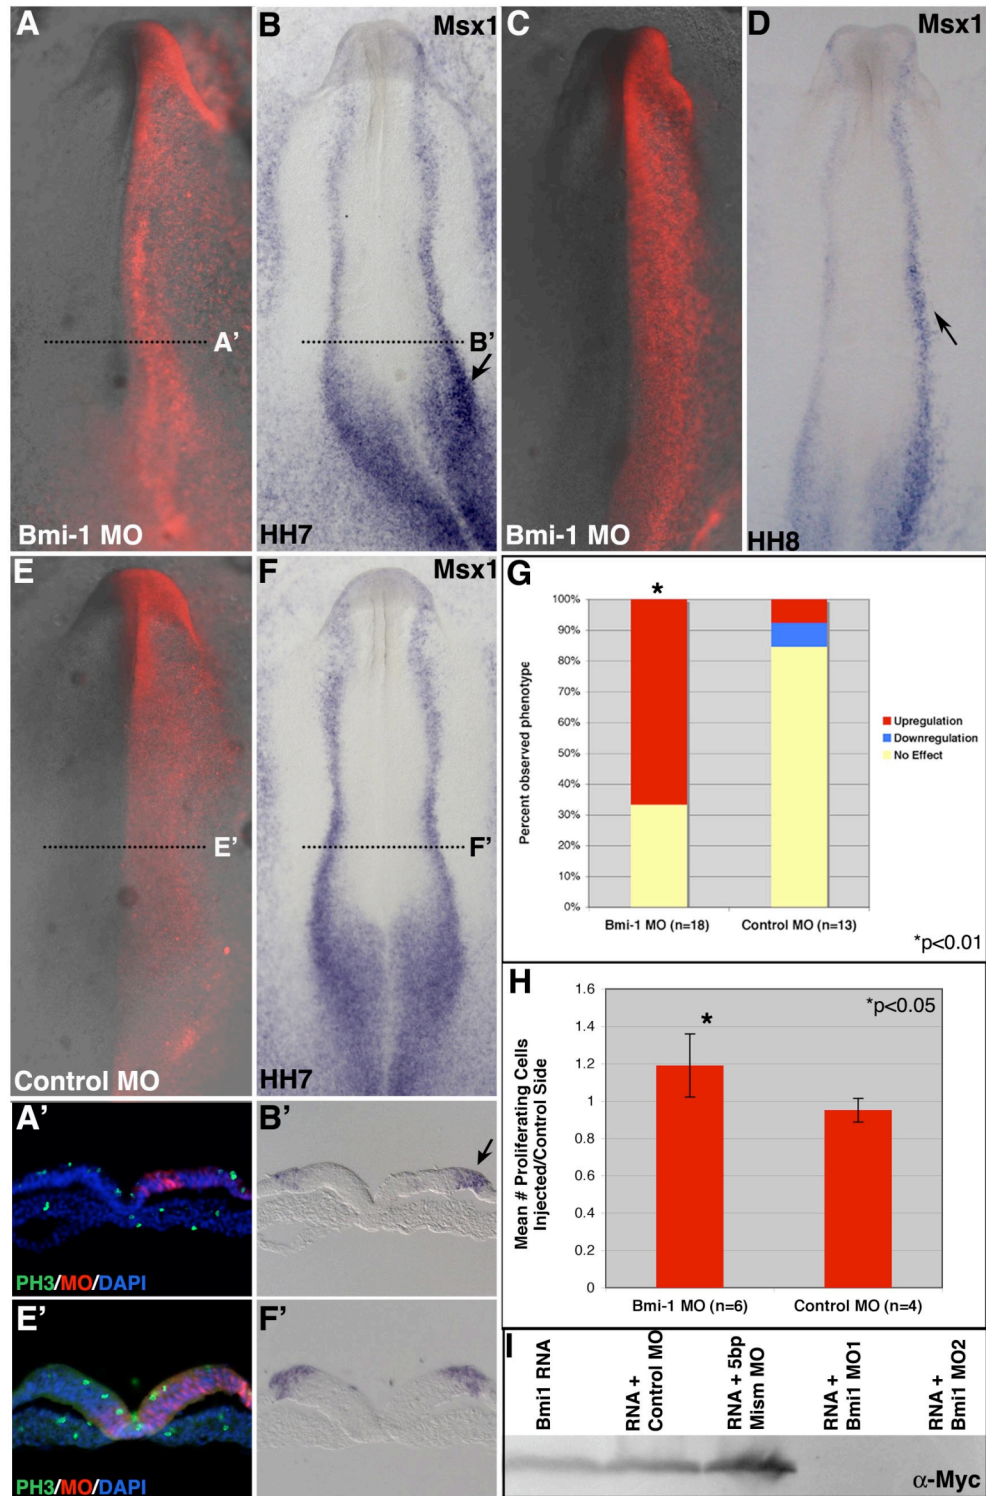 A
B
Msx1
C
D
Msx1
A’
B’
Bmi-1 MO
HH7
Bmi-1 MO
HH8
E
F
Msx1
E’
F’
Control MO
HH7
G
*
100%
90%
80%
70%
60%
50%
40%
30%
20%
10%
0%
Percent observed phenotype
Upregulation
Downregulation
No Effect
Bmi-1 MO (n=18)
Control MO (n=13)
*p<0.01
H
*p<0.05
*
1.6
1.4
1.2
1
0.8
0.6
0.4
0.2
0
Mean # Proliferating Cells
Injected/Control Side
Bmi-1 MO (n=6)
Control MO (n=4)
A’
PH3/MO/DAPI
B’
E’
PH3/MO/DAPI
F’
I
Bmi1 RNA
RNA +
Control MO
RNA + 5bp
Mism MO
RNA +
Bmi1 MO1
RNA +
Bmi1 MO2
α-Myc